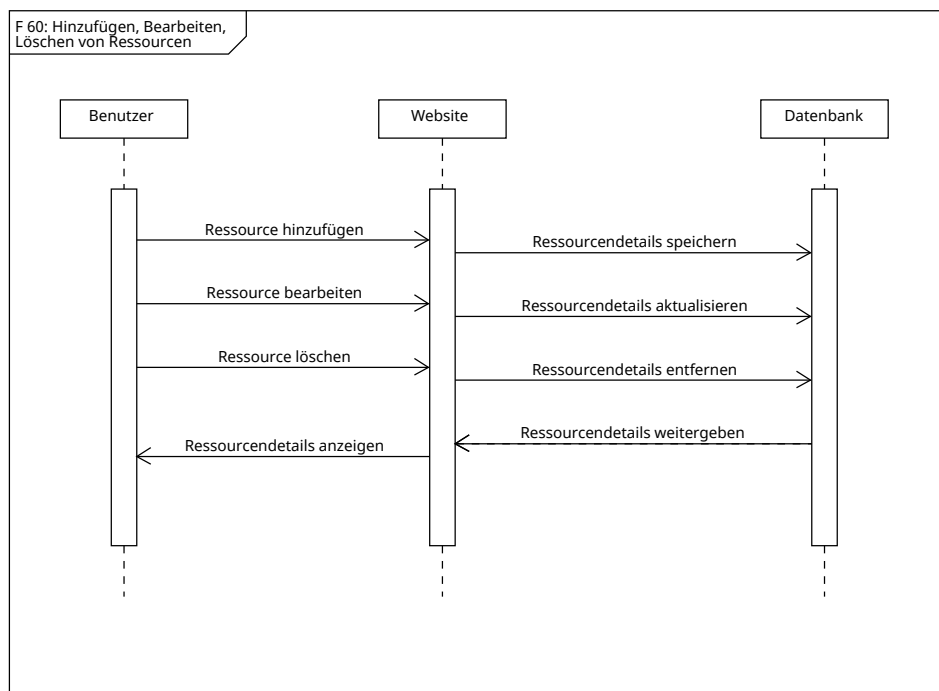 F 60: Hinzufügen, Bearbeiten,
Löschen von Ressourcen
Benutzer
Website
Datenbank
Ressource hinzufügen
Ressourcendetails speichern
Ressource bearbeiten
Ressourcendetails aktualisieren
Ressource löschen
Ressourcendetails entfernen
Ressourcendetails weitergeben
Ressourcendetails anzeigen